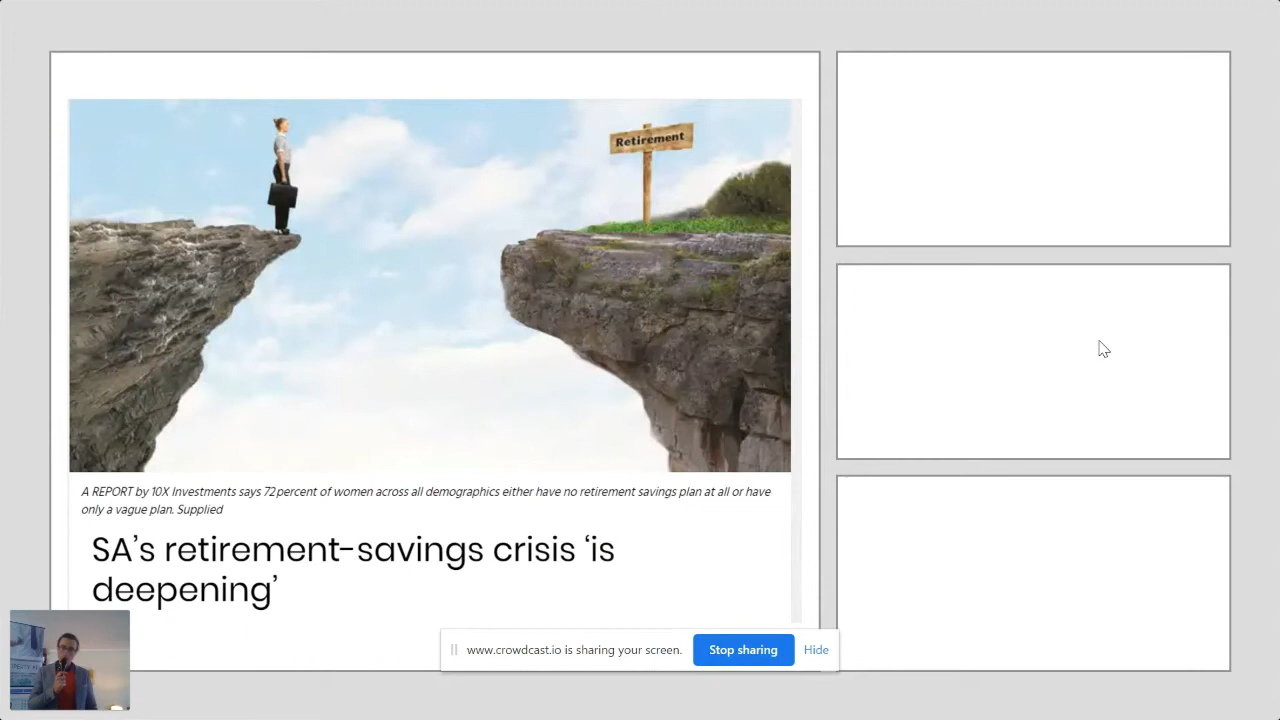 Retirement
A REPORT by 10X Investments says 72 percent of women across all demographics either have no retirement savings plan at all or have
only a vague plan. Supplied
SA's retirement-savings crisis 'is
deepening'
www.crowdcast.io is sharing your screen.
Stop sharing
Hide